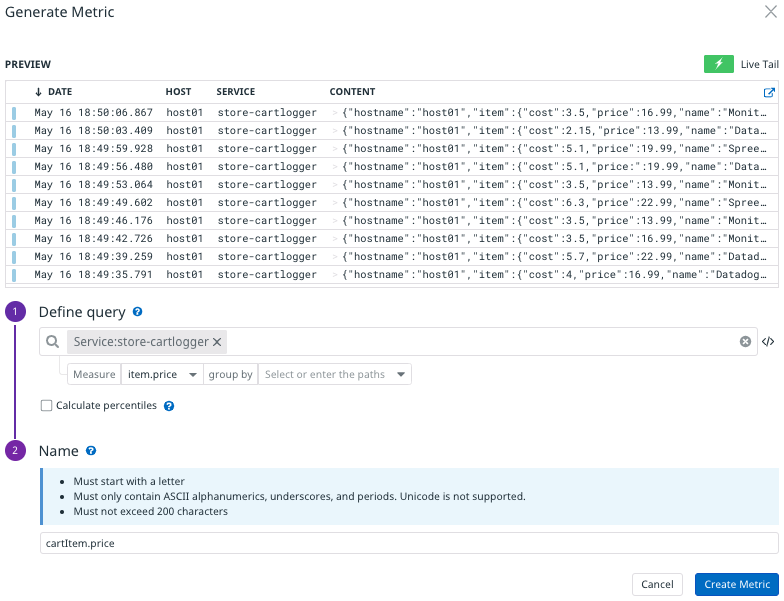 Generate Metric
PREVIEW
Live Tail
↓ DATE HOST SERVICE CONTENT
May 16 18:50:06.867 host01 store-cartlogger > {"hostname":"host01","item":{"cost":3.5,"price":16.99,"name":"Monit…
May 16 18:50:03.409 host01 store-cartlogger > {"hostname":"host01","item":{"cost":2.15,"price":13.99,"name":"Data…
May 16 18:49:59.928 host01 store-cartlogger > {"hostname":"host01","item":{"cost":5.1,"price":19.99,"name":"Spree…
May 16 18:49:56.480 host01 store-cartlogger > {"hostname":"host01","item":{"cost":5.1,"price:":19.99,"name":"Data…
May 16 18:49:53.064 host01 store-cartlogger > {"hostname":"host01","item":{"cost":3.5,"price":13.99,"name":"Monit…
May 16 18:49:49.602 host01 store-cartlogger > {"hostname":"host01","item":{"cost":6.3,"price":22.99,"name":"Spree…
May 16 18:49:46.176 host01 store-cartlogger > {"hostname":"host01","item":{"cost":3.5,"price":13.99,"name":"Monit…
May 16 18:49:42.726 host01 store-cartlogger > {"hostname":"host01","item":{"cost":3.5,"price":16.99,"name":"Monit…
May 16 18:49:39.259 host01 store-cartlogger > {"hostname":"host01","item":{"cost":5.7,"price":22.99,"name":"Datad…
May 16 18:49:35.791 host01 store-cartlogger > {"hostname":"host01","item":{"cost":4,"price":16.99,"name":"Datadog…
1 Define query ?
Service:store-cartlogger ×
</>
Measure item.price group by Select or enter the paths
Calculate percentiles ?
2 Name ?
• Must start with a letter
• Must only contain ASCII alphanumerics, underscores, and periods. Unicode is not supported.
• Must not exceed 200 characters
cartItem.price
Cancel Create Metric